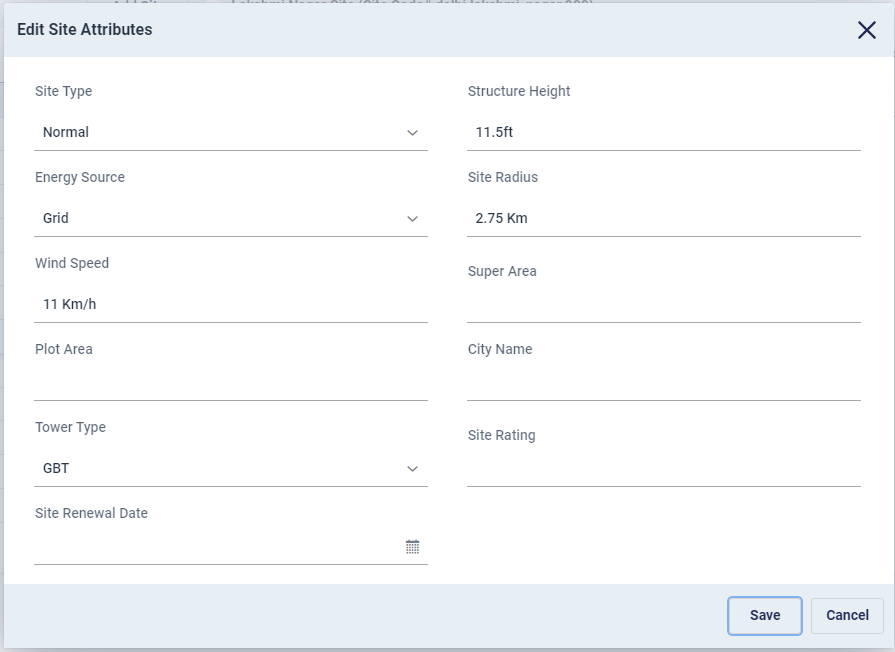 Edit Site Attributes
Site Type
Structure Height
Normal
11.5ft
Energy Source
Site Radius
Grid
2.75 Km
Wind Speed
Super Area
11 Km/h
Plot Area
City Name
Tower Type
Site Rating
GBT
Site Renewal Date
Save
Cancel